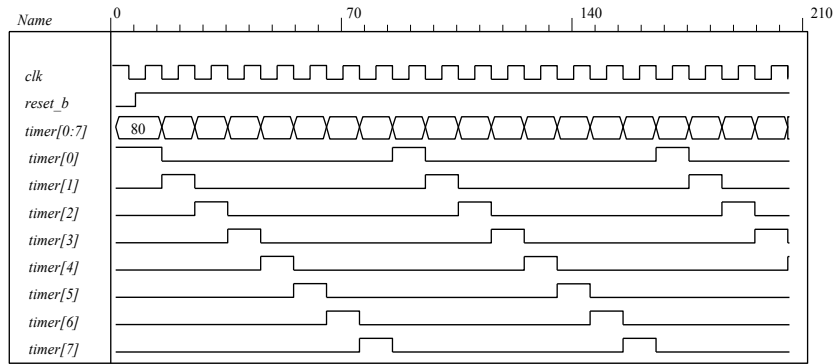 Name 0 70 140 210
clk
reset_b
timer[0:7] 80
timer[0]
timer[1]
timer[2]
timer[3]
timer[4]
timer[5]
timer[6]
timer[7]